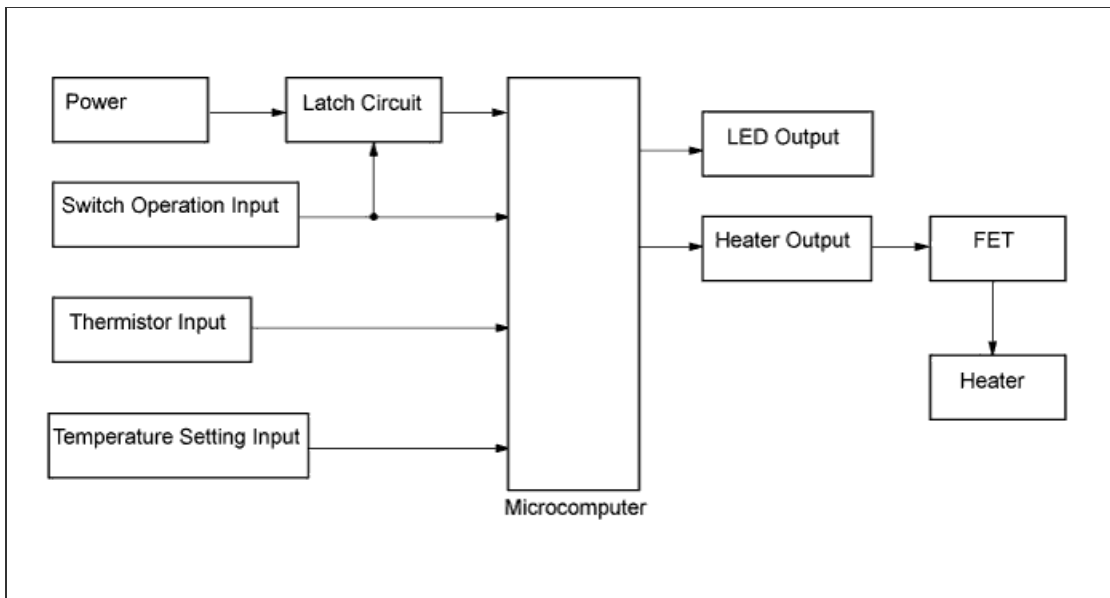 Power
Latch Circuit
LED Output
Switch Operation Input
Heater Output
FET
Thermistor Input
Heater
Temperature Setting Input
Microcomputer